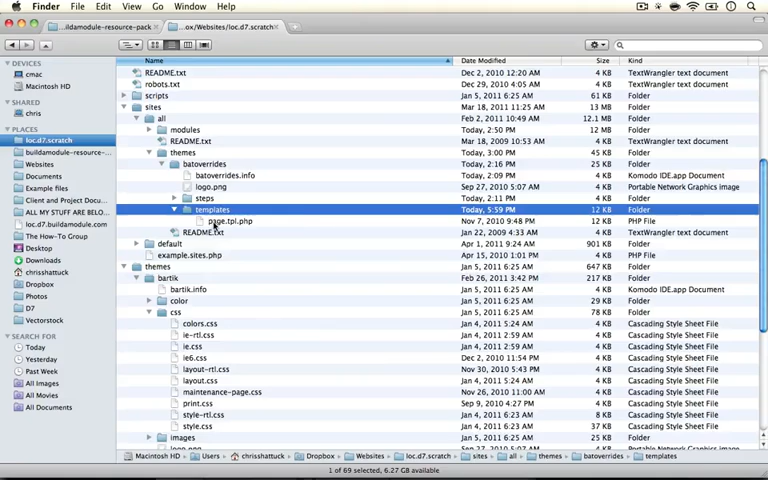 Finder File Edit View Go Window Help
...ildamodule-resource-pack ...ox/Websites/loc.d7.scratch
Name Date Modified Size Kind
DEVICES
cmac
Macintosh HD
SHARED
chris
PLACES
loc.d7.scratch
buildamodule-resource-...
Websites
Documents
Example files
Client and Project Docu...
ALL MY STUFF ARE BELO...
loc.d7.buildamodule.com
The How-To Group
Desktop
Downloads
chrisshattuck
Dropbox
Photos
D7
Vectorstock
SEARCH FOR
Today
Yesterday
Past Week
All Images
All Movies
All Documents
README.txt Dec 2, 2010 12:20 AM 4 KB TextWrangler text document
robots.txt Dec 29, 2010 4:05 AM 4 KB TextWrangler text document
scripts Jan 5, 2011 6:25 AM 61 KB Folder
sites Mar 18, 2011 11:25 AM 13 MB Folder
all Feb 2, 2011 10:49 AM 12.1 MB Folder
modules Today, 2:50 PM 12 MB Folder
README.txt Mar 18, 2009 10:53 AM 4 KB TextWrangler text document
themes Today, 3:00 PM 45 KB Folder
batoverrides Today, 2:16 PM 25 KB Folder
batoverrides.info Today, 2:09 PM 4 KB Komodo IDE.app Document
logo.png Sep 27, 2010 5:07 AM 4 KB Portable Network Graphics image
steps Today, 2:11 PM 4 KB Folder
templates Today, 5:59 PM 12 KB Folder
page.tpl.php Nov 7, 2010 9:48 PM 12 KB PHP File
README.txt Jan 22, 2009 4:33 AM 4 KB TextWrangler text document
default Apr 1, 2011 9:24 AM 901 KB Folder
example.sites.php Apr 15, 2010 1:01 PM 4 KB PHP File
themes Jan 5, 2011 6:25 AM 647 KB Folder
bartik Feb 26, 2011 3:42 PM 217 KB Folder
bartik.info Jan 5, 2011 6:25 AM 4 KB Komodo IDE.app Document
color Jan 5, 2011 6:25 AM 29 KB Folder
css Jan 5, 2011 6:25 AM 78 KB Folder
colors.css Jan 4, 2011 5:24 AM 4 KB Cascading Style Sheet File
ie-rtl.css Jan 4, 2011 2:59 AM 4 KB Cascading Style Sheet File
ie.css Jan 4, 2011 2:59 AM 4 KB Cascading Style Sheet File
ie6.css Dec 2, 2010 11:54 PM 4 KB Cascading Style Sheet File
layout-rtl.css Nov 30, 2010 5:43 PM 4 KB Cascading Style Sheet File
layout.css Jan 4, 2011 5:24 AM 4 KB Cascading Style Sheet File
maintenance-page.css Nov 26, 2010 11:00 AM 4 KB Cascading Style Sheet File
print.css Sep 9, 2010 4:27 PM 4 KB Cascading Style Sheet File
style-rtl.css Jan 4, 2011 5:24 AM 8 KB Cascading Style Sheet File
style.css Jan 4, 2011 5:24 AM 37 KB Cascading Style Sheet File
images Jan 5, 2011 6:25 AM 25 KB Folder
Macintosh HD Users chrisshattuck Dropbox Websites loc.d7.scratch sites all themes batoverrides templates
1 of 69 selected, 6.27 GB available